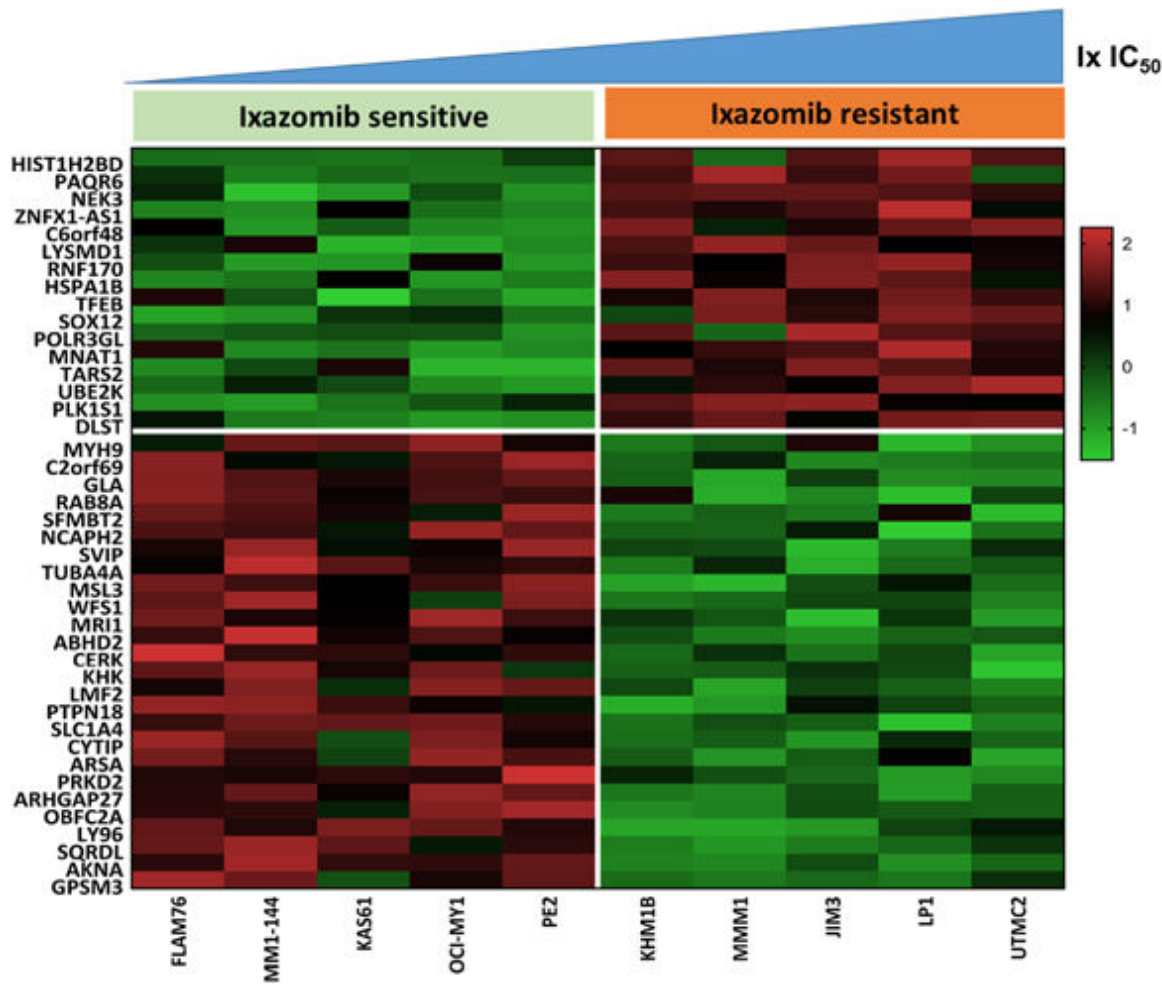 Ix IC50
Ixazomib sensitive
Ixazomib resistant
HIST1H2BD
PAQR6
NEK3
ZNFX1-AS1
C6orf48
LYSMD1
RNF170
HSPA1B
TFEB
SOX12
POLR3GL
MNAT1
TARS2
UBE2K
PLK1S1
DLST
MYH9
C2orf69
GLA
RAB8A
SFMBT2
NCAPH2
SVIP
TUBA4A
MSL3
WFS1
MRI1
ABHD2
CERK
KHK
LMF2
PTPN18
SLC1A4
CYTIP
ARSA
PRKD2
ARHGAP27
OBFC2A
LY96
SQRDL
AKNA
GPSM3
2
1
0
-1
FLAM76
MM1-144
KAS61
OCI-MY1
PE2
KHM1B
MMM1
JIM3
LP1
UTMC2